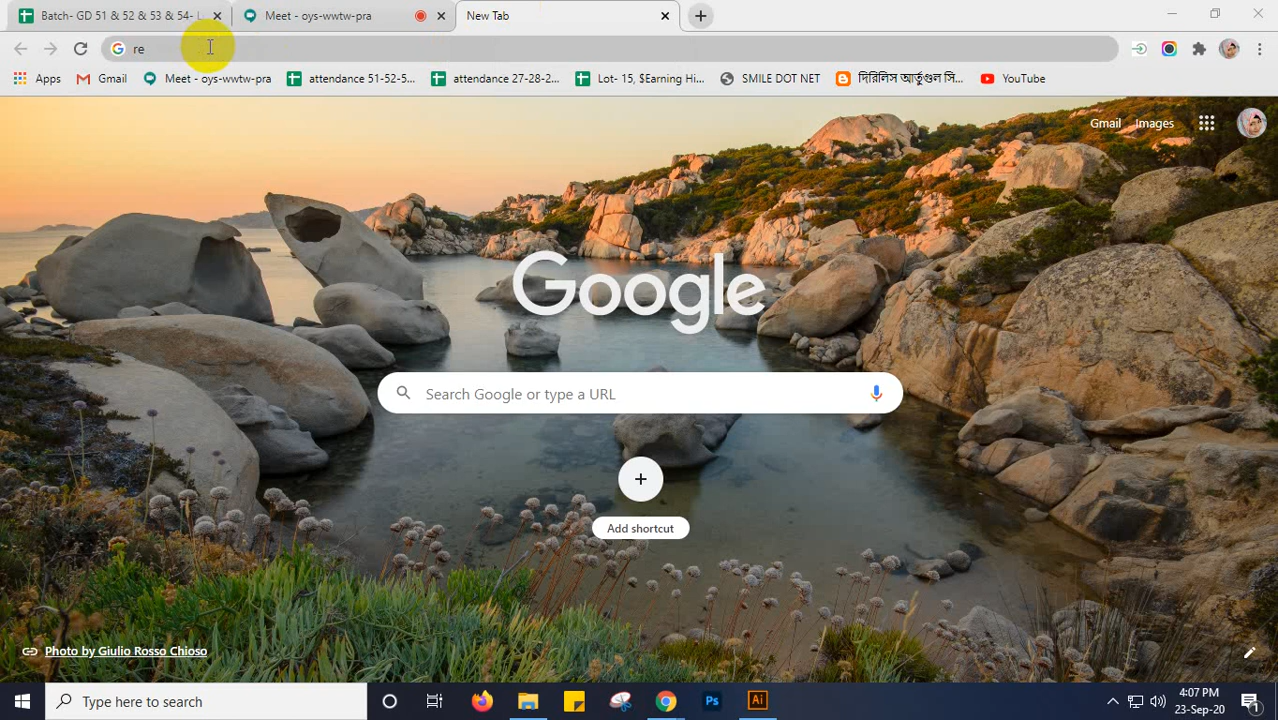 Batch- GD 51 & 52 & 53 & 54- L
Meet - oys-wwtw-pra
New Tab
re
Apps
Gmail
Meet - oys-wwtw-pra
attendance 51-52-5...
attendance 27-28-2...
Lot- 15, $Earning Hi...
SMILE DOT NET
দিরিলিস আর্তুগুল সি...
YouTube
Gmail
Images
Google
Search Google or type a URL
Add shortcut
Photo by Giulio Rosso Chioso
Type here to search
Ps
Ai
4:07 PM
23-Sep-20
1